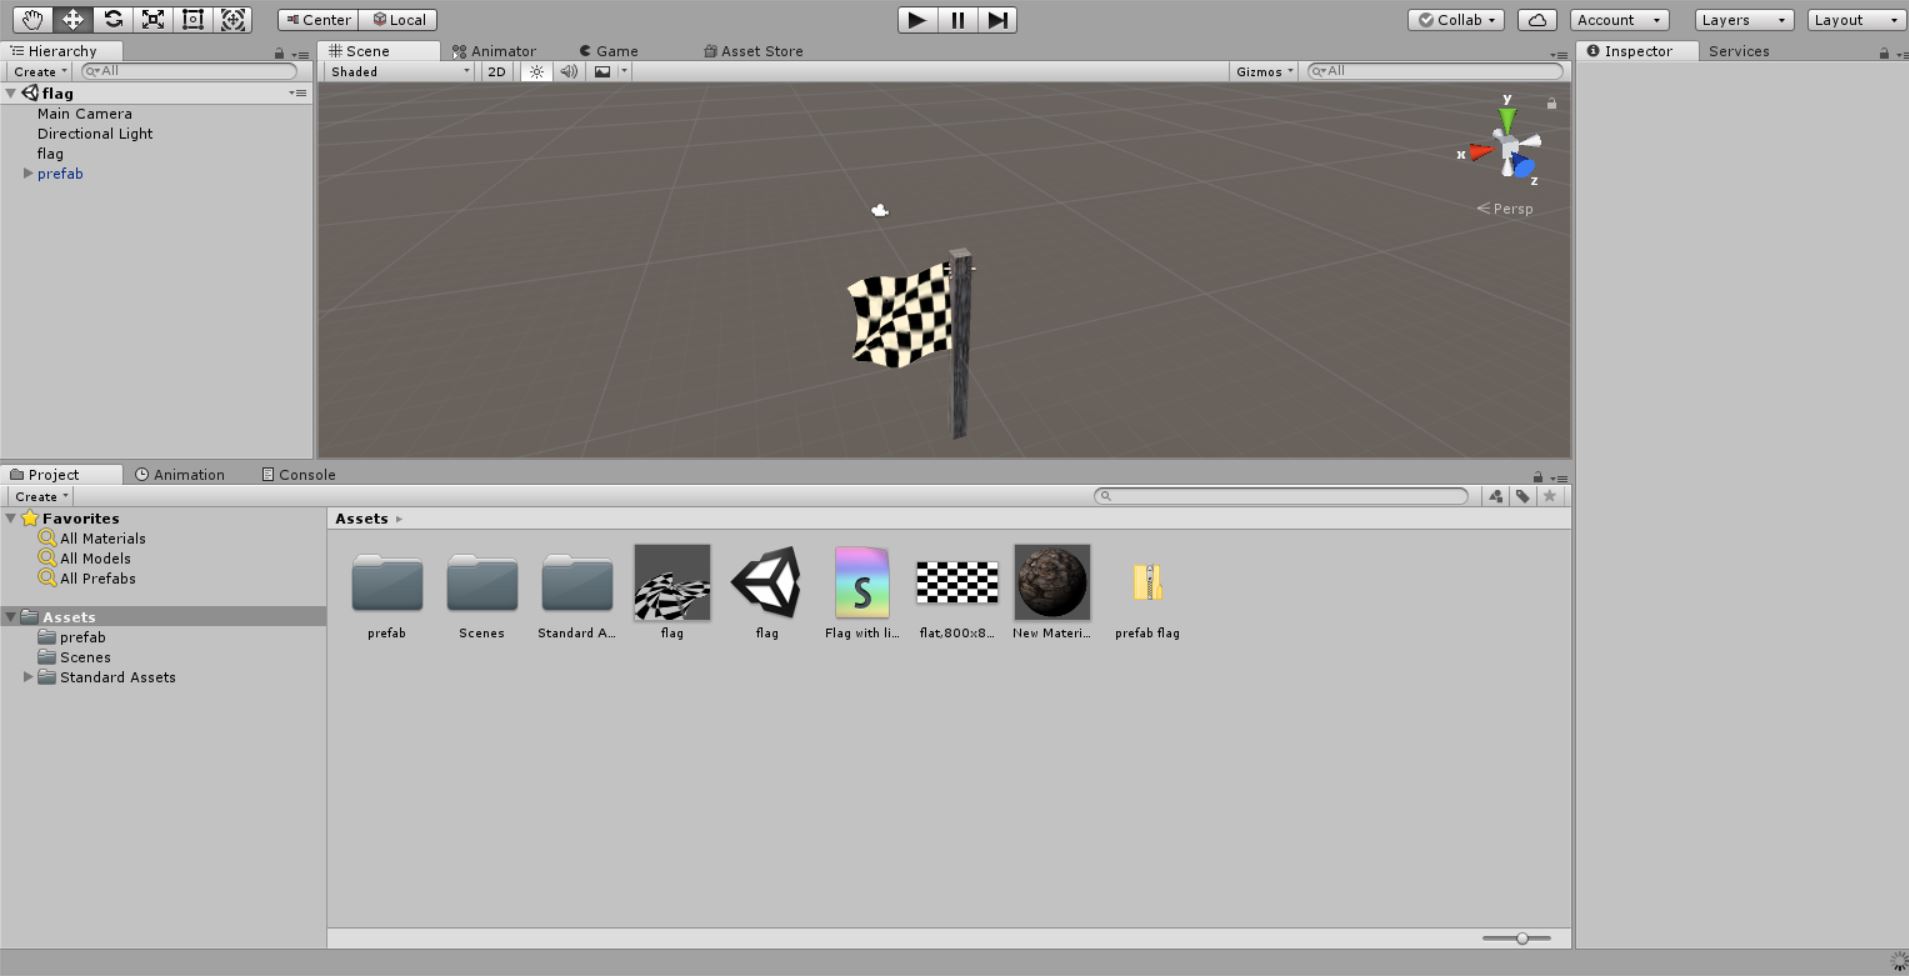 Center Local Collab Account Layers Layout
Hierarchy
Create All
flag
Main Camera
Directional Light
flag
prefab
Scene Animator Game Asset Store
Shaded 2D Gizmos All
y
x
z
Persp
Inspector Services
Project Animation Console
Create
Favorites
All Materials
All Models
All Prefabs
Assets
prefab
Scenes
Standard Assets
Assets
S
prefab Scenes Standard A... flag flag Flag with li... flat,800x8... New Materi... prefab flag